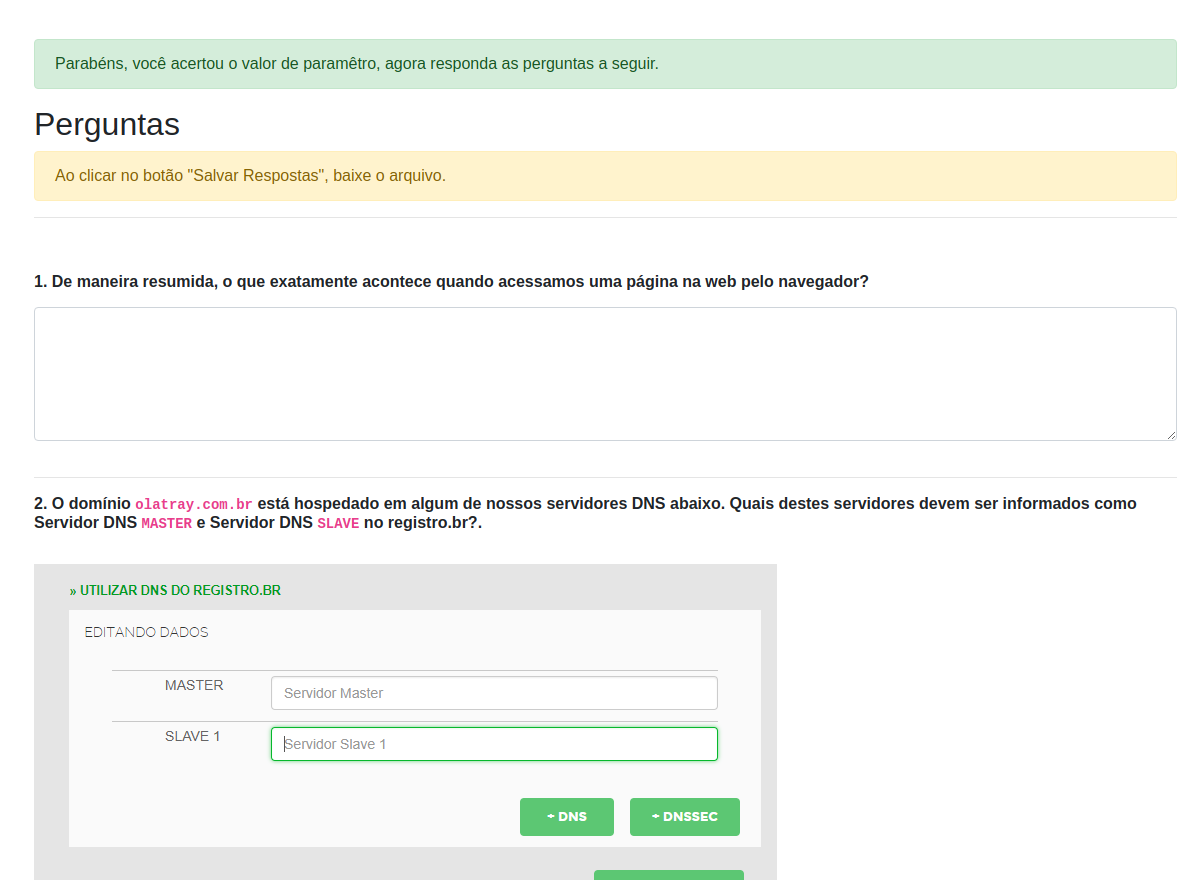 Parabéns, você acertou o valor de paramêtro, agora responda as perguntas a seguir.
Perguntas
Ao clicar no botão "Salvar Respostas", baixe o arquivo.
1. De maneira resumida, o que exatamente acontece quando acessamos uma página na web pelo navegador?
2. O domínio olatray.com.br está hospedado em algum de nossos servidores DNS abaixo. Quais destes servidores devem ser informados como
Servidor DNS MASTER e Servidor DNS SLAVE no registro.br?.
» UTILIZAR DNS DO REGISTRO.BR
EDITANDO DADOS
MASTER Servidor Master
SLAVE 1 Servidor Slave 1
+ DNS + DNSSEC